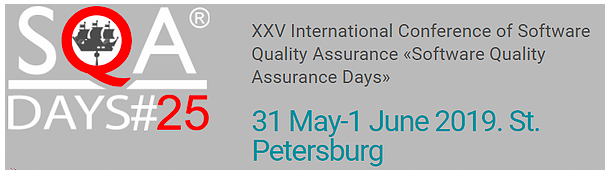 SQA®
DAYS#25
XXV International Conference of Software
Quality Assurance «Software Quality
Assurance Days»
31 May-1 June 2019. St.
Petersburg